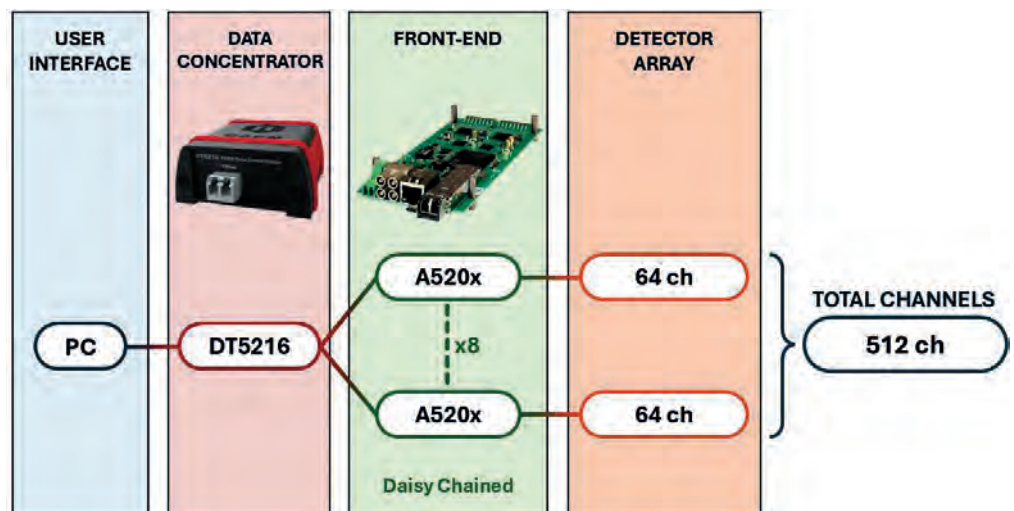 USER
INTERFACE
DATA
CONCENTRATOR
FRONT-END
DETECTOR
ARRAY
A520x
64 ch
TOTAL CHANNELS
PC
DT5216
x8
512 ch
A520x
64 ch
Daisy Chained